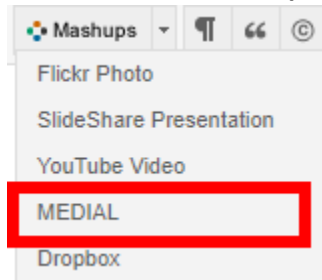 Mashups ¶ “ ©
Flickr Photo
SlideShare Presentation
YouTube Video
MEDIAL
Dropbox